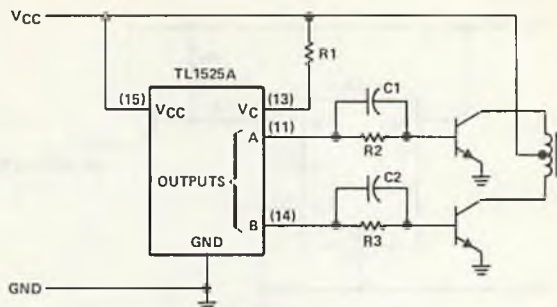 VCC
R1
TL1525A
(15) VCC VC (13)
C1
A (11)
R2
OUTPUTS
C2
B (14)
R3
GND
GND